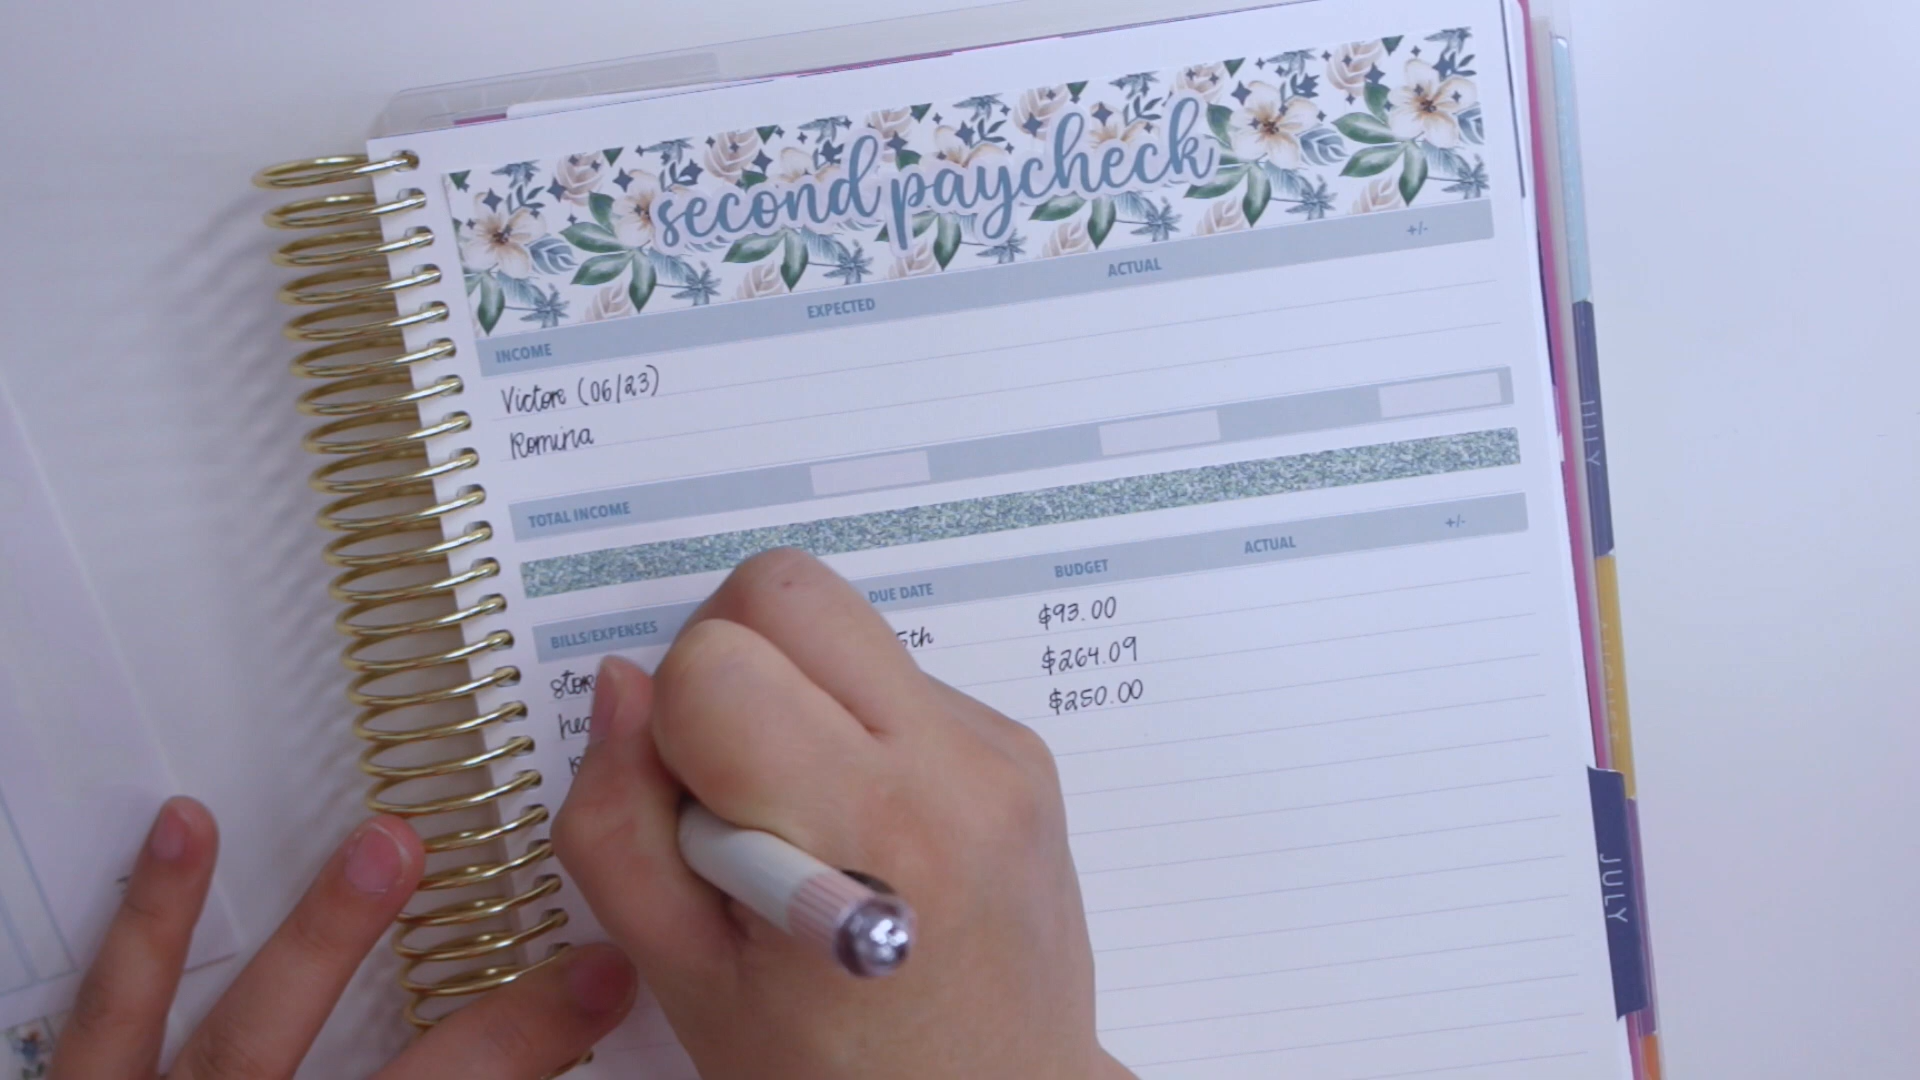 second paycheck
INCOME EXPECTED ACTUAL +/-
Victor (06/23)
Romina
TOTAL INCOME
BILLS/EXPENSES DUE DATE BUDGET ACTUAL +/-
5th $93.00
$264.09
$250.00
JULY
JULY